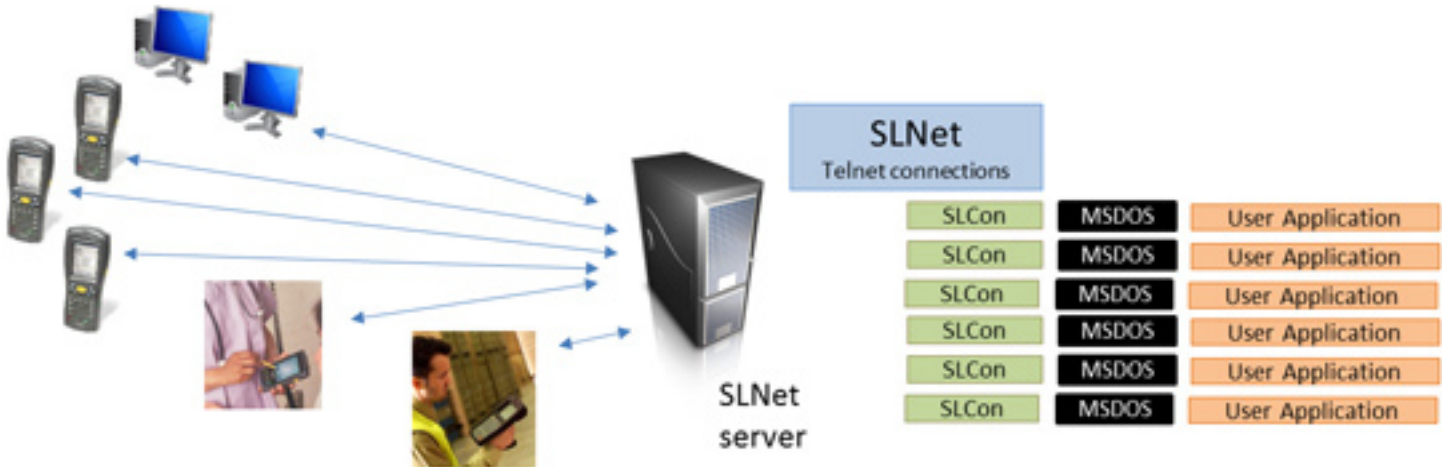 SLNet
Telnet connections
SLCon MSDOS User Application
SLCon MSDOS User Application
SLCon MSDOS User Application
SLCon MSDOS User Application
SLCon MSDOS User Application
SLCon MSDOS User Application
SLNet
server